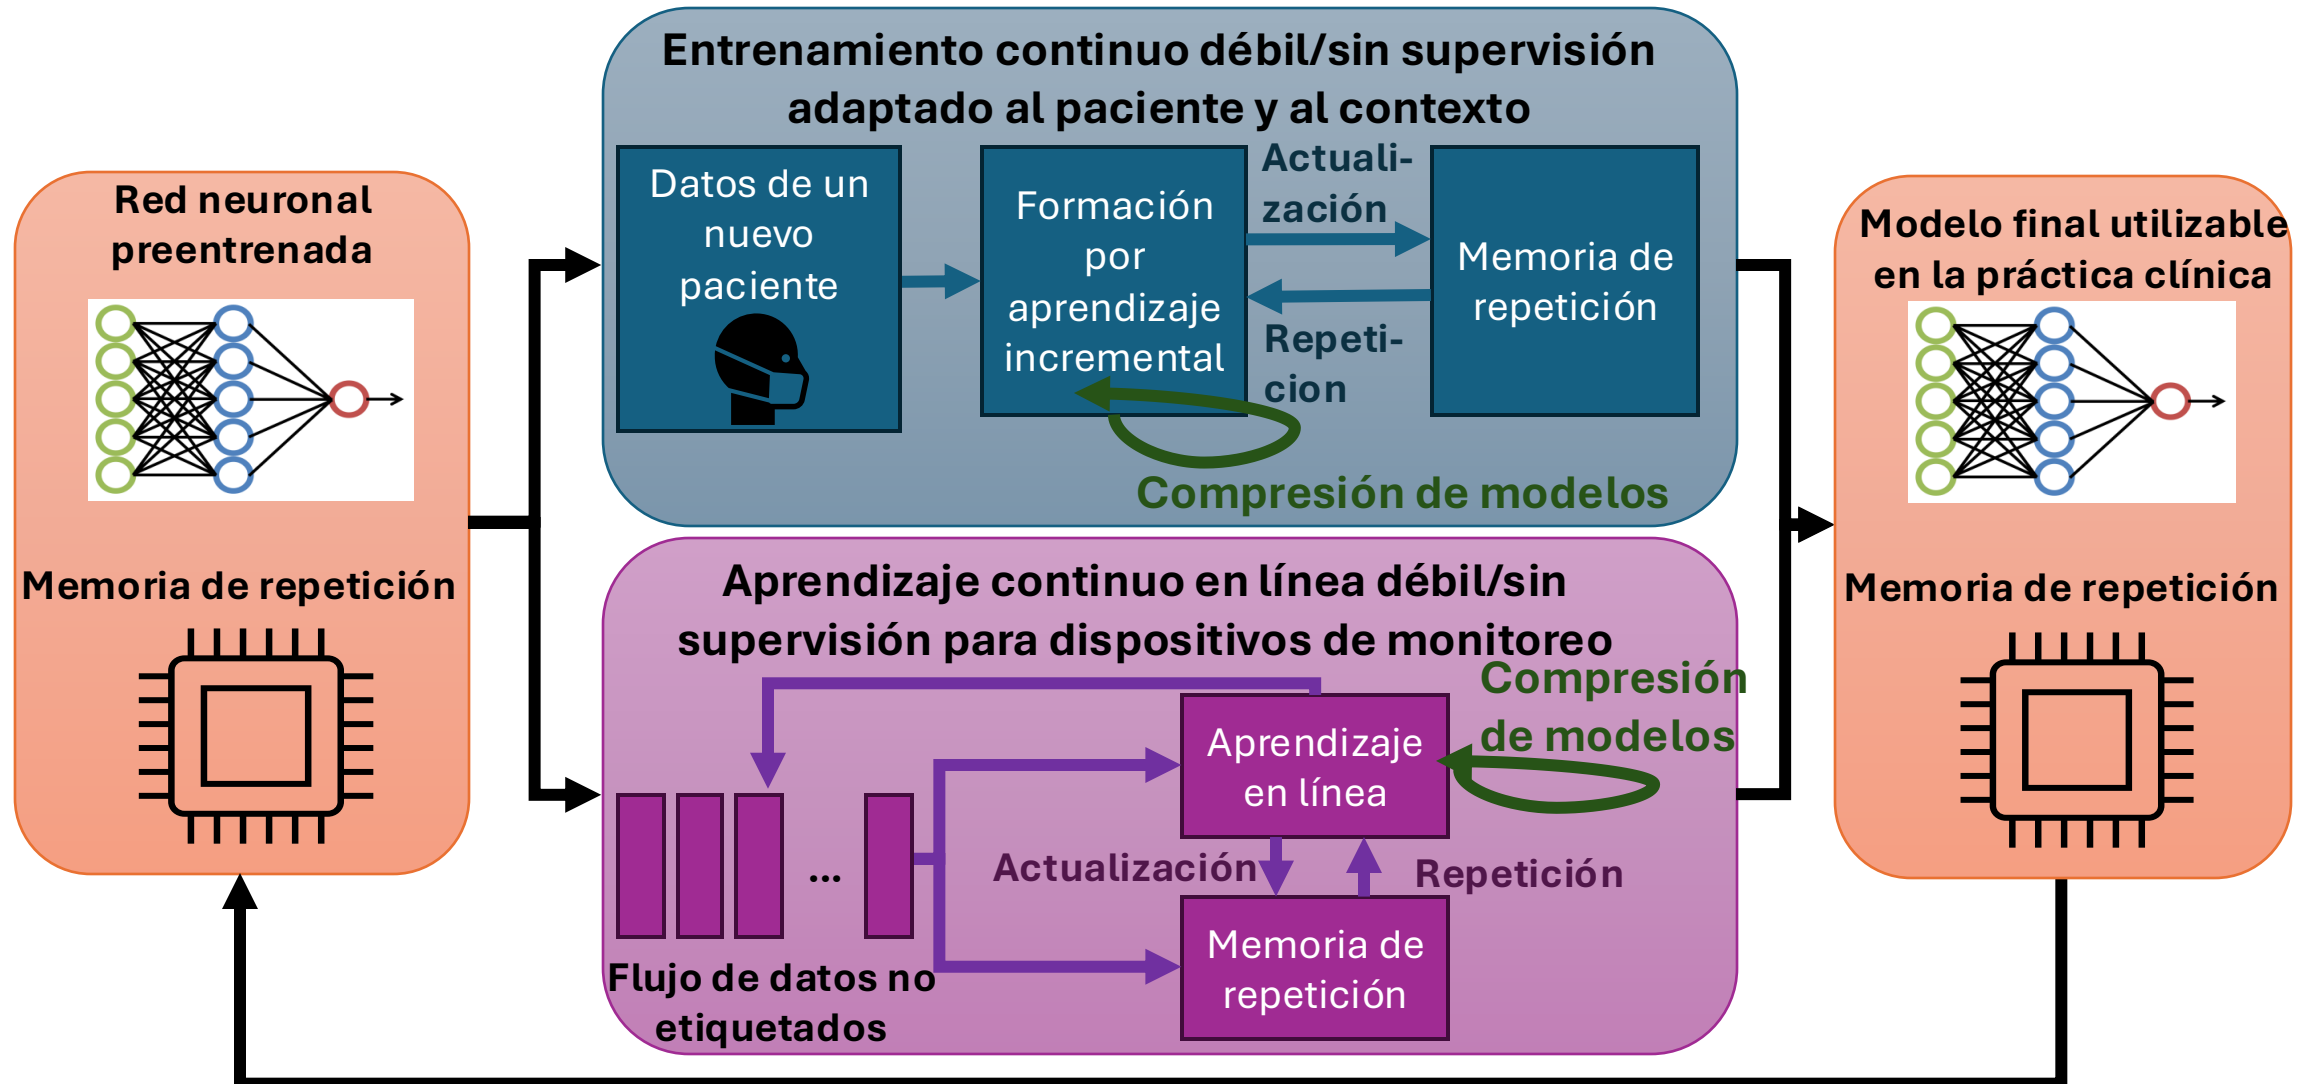 Red neuronal
preentrenada
Memoria de repetición
Entrenamiento continuo débil/sin supervisión
adaptado al paciente y al contexto
Datos de un
nuevo
paciente
Formación
por
aprendizaje
incremental
Actuali-
zación
Repeti-
cion
Memoria de
repetición
Compresión de modelos
Aprendizaje continuo en línea débil/sin
supervisión para dispositivos de monitoreo
Compresión
de modelos
Aprendizaje
en línea
...
Actualización
Repetición
Flujo de datos no
etiquetados
Memoria de
repetición
Modelo final utilizable
en la práctica clínica
Memoria de repetición